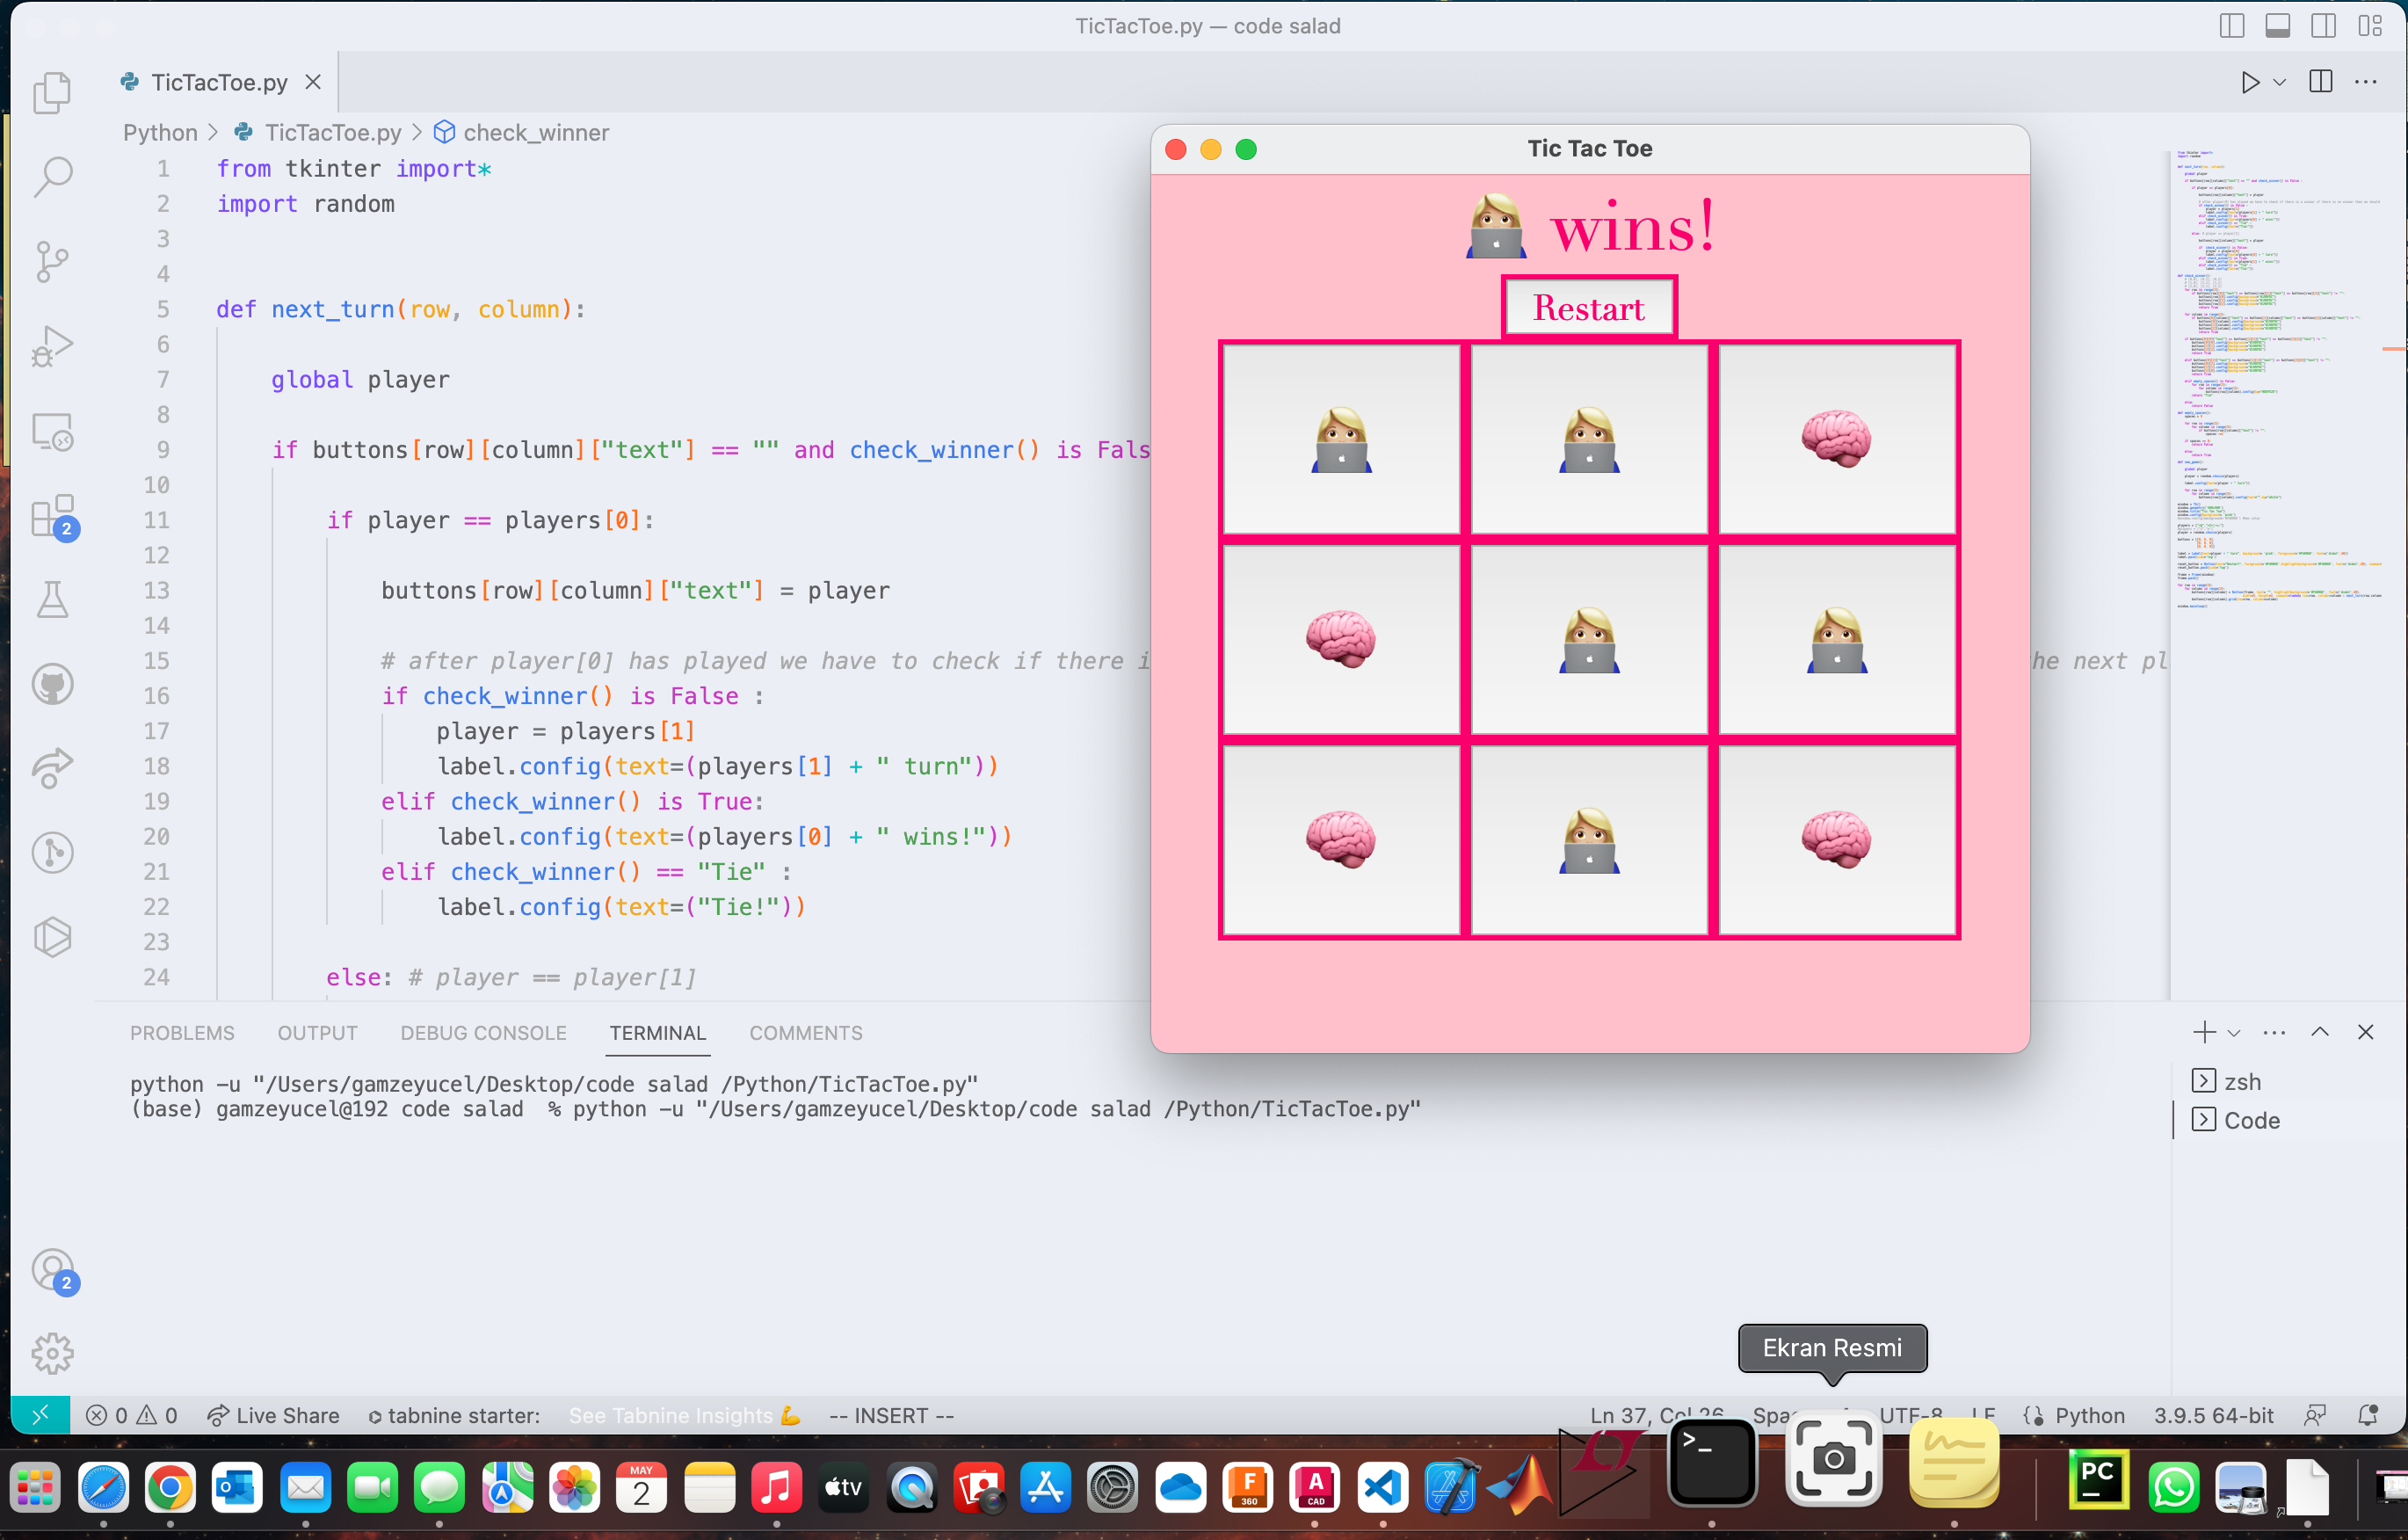 TicTacToe.py — code salad
TicTacToe.py
Python > TicTacToe.py > check_winner
1 from tkinter import*
2 import random
3
4
5 def next_turn(row, column):
6
7 global player
8
9 if buttons[row][column]["text"] == "" and check_winner() is Fals
10
11 if player == players[0]:
12
13 buttons[row][column]["text"] = player
14
15 # after player[0] has played we have to check if there i
he next pl
16 if check_winner() is False :
17 player = players[1]
18 label.config(text=(players[1] + " turn"))
19 elif check_winner() is True:
20 label.config(text=(players[0] + " wins!"))
21 elif check_winner() == "Tie" :
22 label.config(text=("Tie!"))
23
24 else: # player == player[1]
Tic Tac Toe
👩🏼‍💻 wins!
Restart
👩🏼‍💻 👩🏼‍💻 🧠
🧠 👩🏼‍💻 👩🏼‍💻
🧠 👩🏼‍💻 🧠
PROBLEMS OUTPUT DEBUG CONSOLE TERMINAL COMMENTS
python -u "/Users/gamzeyucel/Desktop/code salad /Python/TicTacToe.py"
(base) gamzeyucel@192 code salad  % python -u "/Users/gamzeyucel/Desktop/code salad /Python/TicTacToe.py"
zsh
Code
2
2
Ekran Resmi
0 0 Live Share tabnine starter: See Tabnine Insights 💪 -- INSERT -- Ln 37, Col 26 Spa UTF-8 LF Python 3.9.5 64-bit
MAY
2
tv
F
360
A
CAD
LT
>_
PC